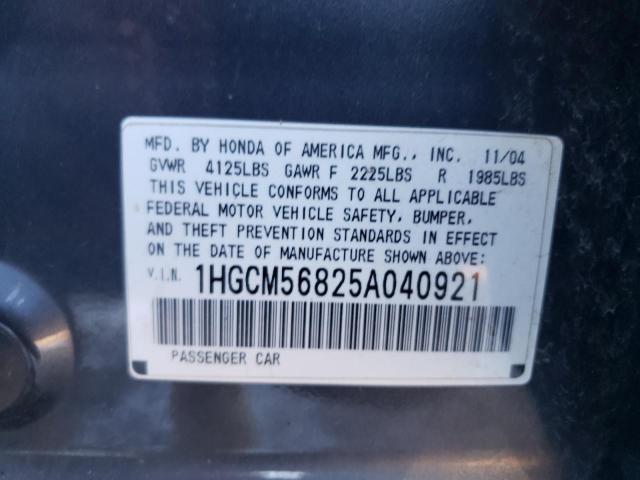 MFD. BY HONDA OF AMERICA MFG., INC. 11/04
GVWR 4125LBS GAWR F 2225LBS R 1985LBS
THIS VEHICLE CONFORMS TO ALL APPLICABLE
FEDERAL MOTOR VEHICLE SAFETY, BUMPER,
AND THEFT PREVENTION STANDARDS IN EFFECT
ON THE DATE OF MANUFACTURE SHOWN ABOVE:
V.I.N. 1HGCM56825A040921
PASSENGER CAR